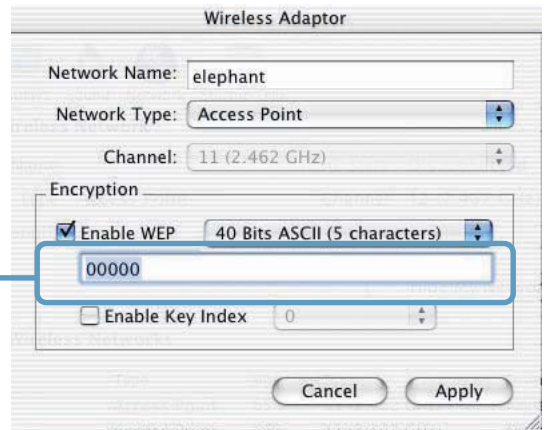 Wireless Adaptor
Network Name: elephant
Network Type: Access Point
Channel: 11 (2.462 GHz)
Encryption
Enable WEP 40 Bits ASCII (5 characters)
00000
Enable Key Index 0
Cancel Apply